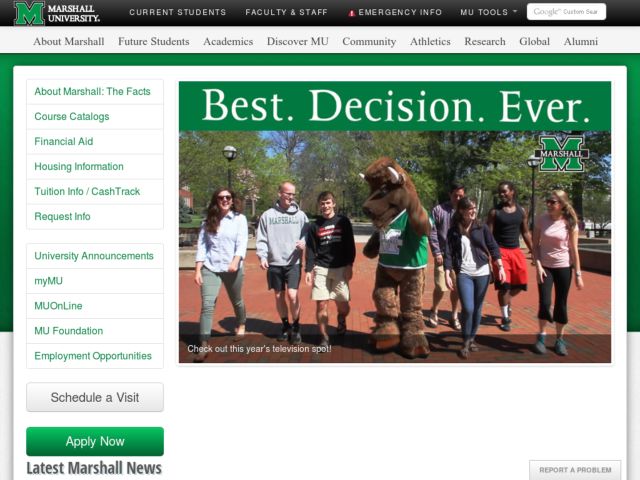 MARSHALL
UNIVERSITY.
CURRENT STUDENTS
FACULTY & STAFF
EMERGENCY INFO
MU TOOLS
Google Custom Sear
About Marshall
Future Students
Academics
Discover MU
Community
Athletics
Research
Global
Alumni
About Marshall: The Facts
Course Catalogs
Financial Aid
Housing Information
Tuition Info / CashTrack
Request Info
University Announcements
myMU
MUOnLine
MU Foundation
Employment Opportunities
Schedule a Visit
Apply Now
Latest Marshall News
Best. Decision. Ever.
MARSHALL
MARSHALL
Check out this year's television spot!
REPORT A PROBLEM